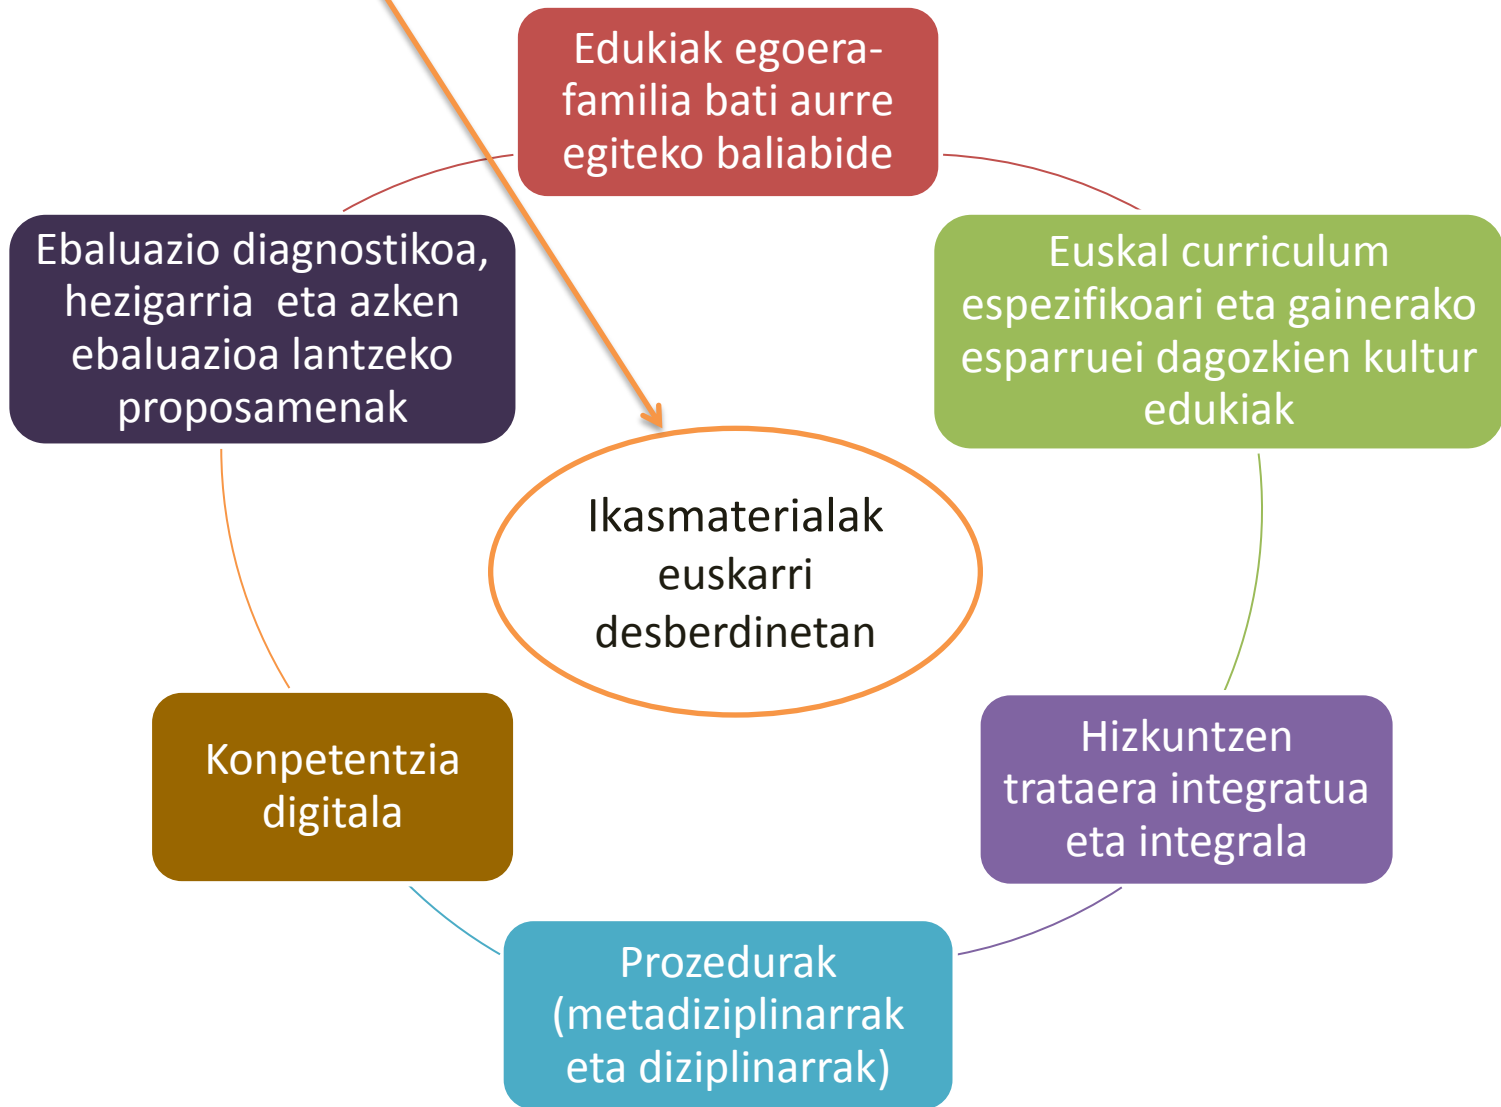 Edukiak egoera-
familia bati aurre
egiteko baliabide
Euskal curriculum
espezifikoari eta gainerako
esparruei dagozkien kultur
edukiak
Hizkuntzen
trataera integratua
eta integrala
Prozedurak
(metadiziplinarrak
eta diziplinarrak)
Konpetentzia
digitala
Ebaluazio diagnostikoa,
hezigarria  eta azken
ebaluazioa lantzeko
proposamenak
Ikasmaterialak
euskarri
desberdinetan